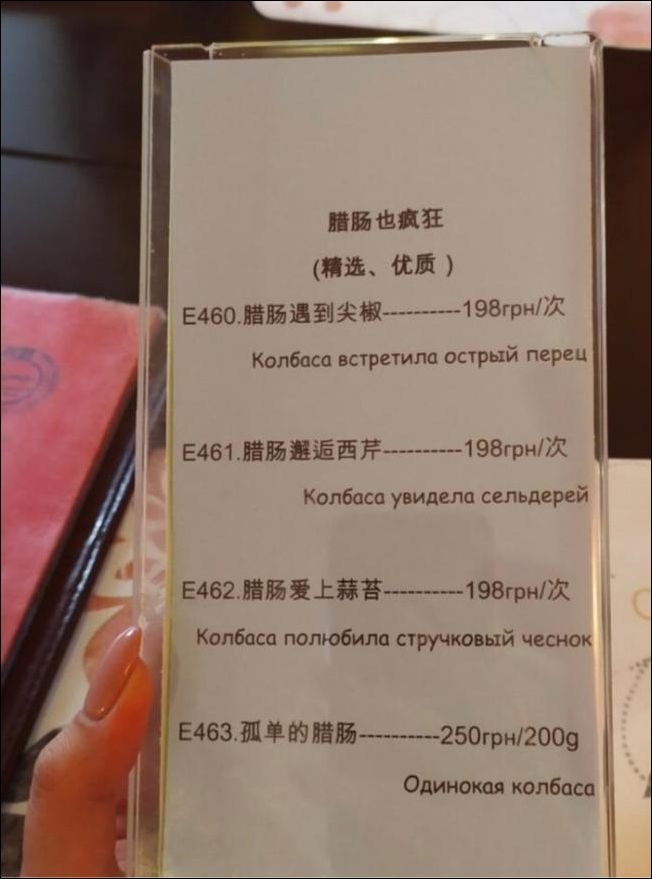 腊肠也疯狂
(精选、优质 )
E460.腊肠遇到尖椒----------198грн/次
Колбаса встретила острый перец
E461.腊肠邂逅西芹----------198грн/次
Колбаса увидела сельдерей
E462.腊肠爱上蒜苔----------198грн/次
Колбаса полюбила стручковый чеснок
E463.孤单的腊肠----------250грн/200g
Одинокая колбаса